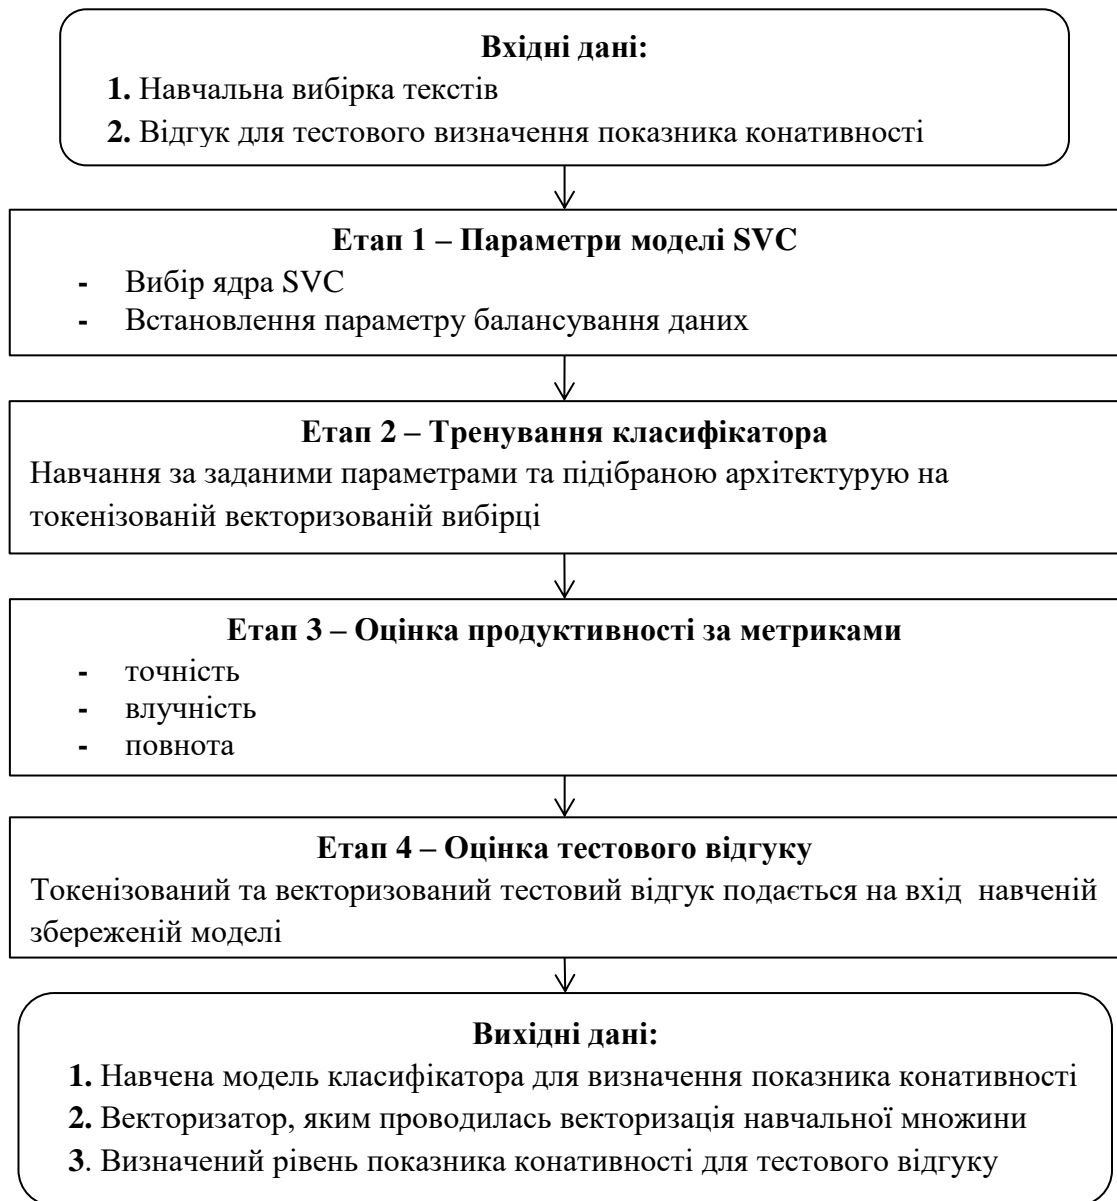 Вхідні дані:
1. Навчальна вибірка текстів
2. Відгук для тестового визначення показника конативності
Етап 1 – Параметри моделі SVC
- Вибір ядра SVC
- Встановлення параметру балансування даних
Етап 2 – Тренування класифікатора
Навчання за заданими параметрами та підібраною архітектурую на
токенізованій векторизованій вибірці
Етап 3 – Оцінка продуктивності за метриками
- точність
- влучність
- повнота
Етап 4 – Оцінка тестового відгуку
Токенізований та векторизований тестовий відгук подається на вхід  навченій
збереженій моделі
Вихідні дані:
1. Навчена модель класифікатора для визначення показника конативності
2. Векторизатор, яким проводилась векторизація навчальної множини
3. Визначений рівень показника конативності для тестового відгуку